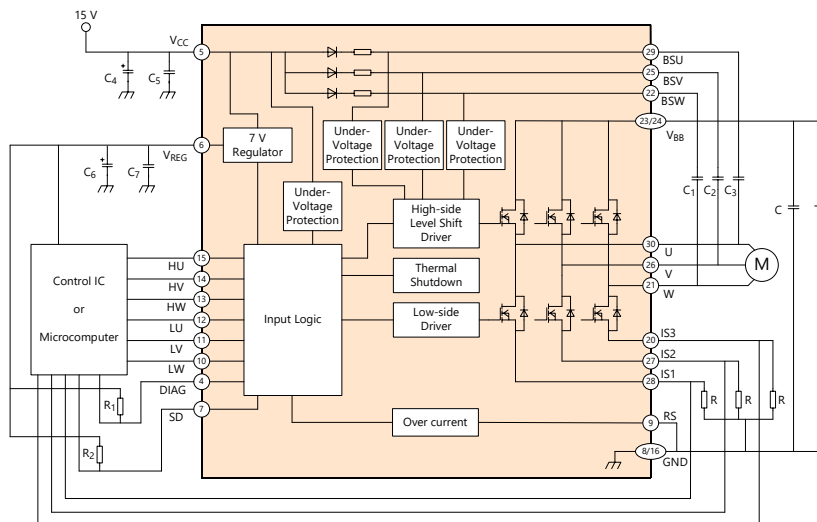 15 V
VCC
5
C4
C5
29
BSU
25
BSV
22
BSW
23/24
VBB
6
VREG
C6
C7
7 V
Regulator
Under-
Voltage
Protection
Under-
Voltage
Protection
Under-
Voltage
Protection
Under-
Voltage
Protection
High-side
Level Shift
Driver
C1
C2
C3
C
30
U
26
V
21
W
M
Control IC
or
Microcomputer
15
HU
14
HV
13
HW
12
LU
11
LV
10
LW
4
DIAG
7
SD
Input Logic
Thermal
Shutdown
Low-side
Driver
20
IS3
27
IS2
28
IS1
R1
R2
R
R
R
Over current
9
RS
8/16
GND